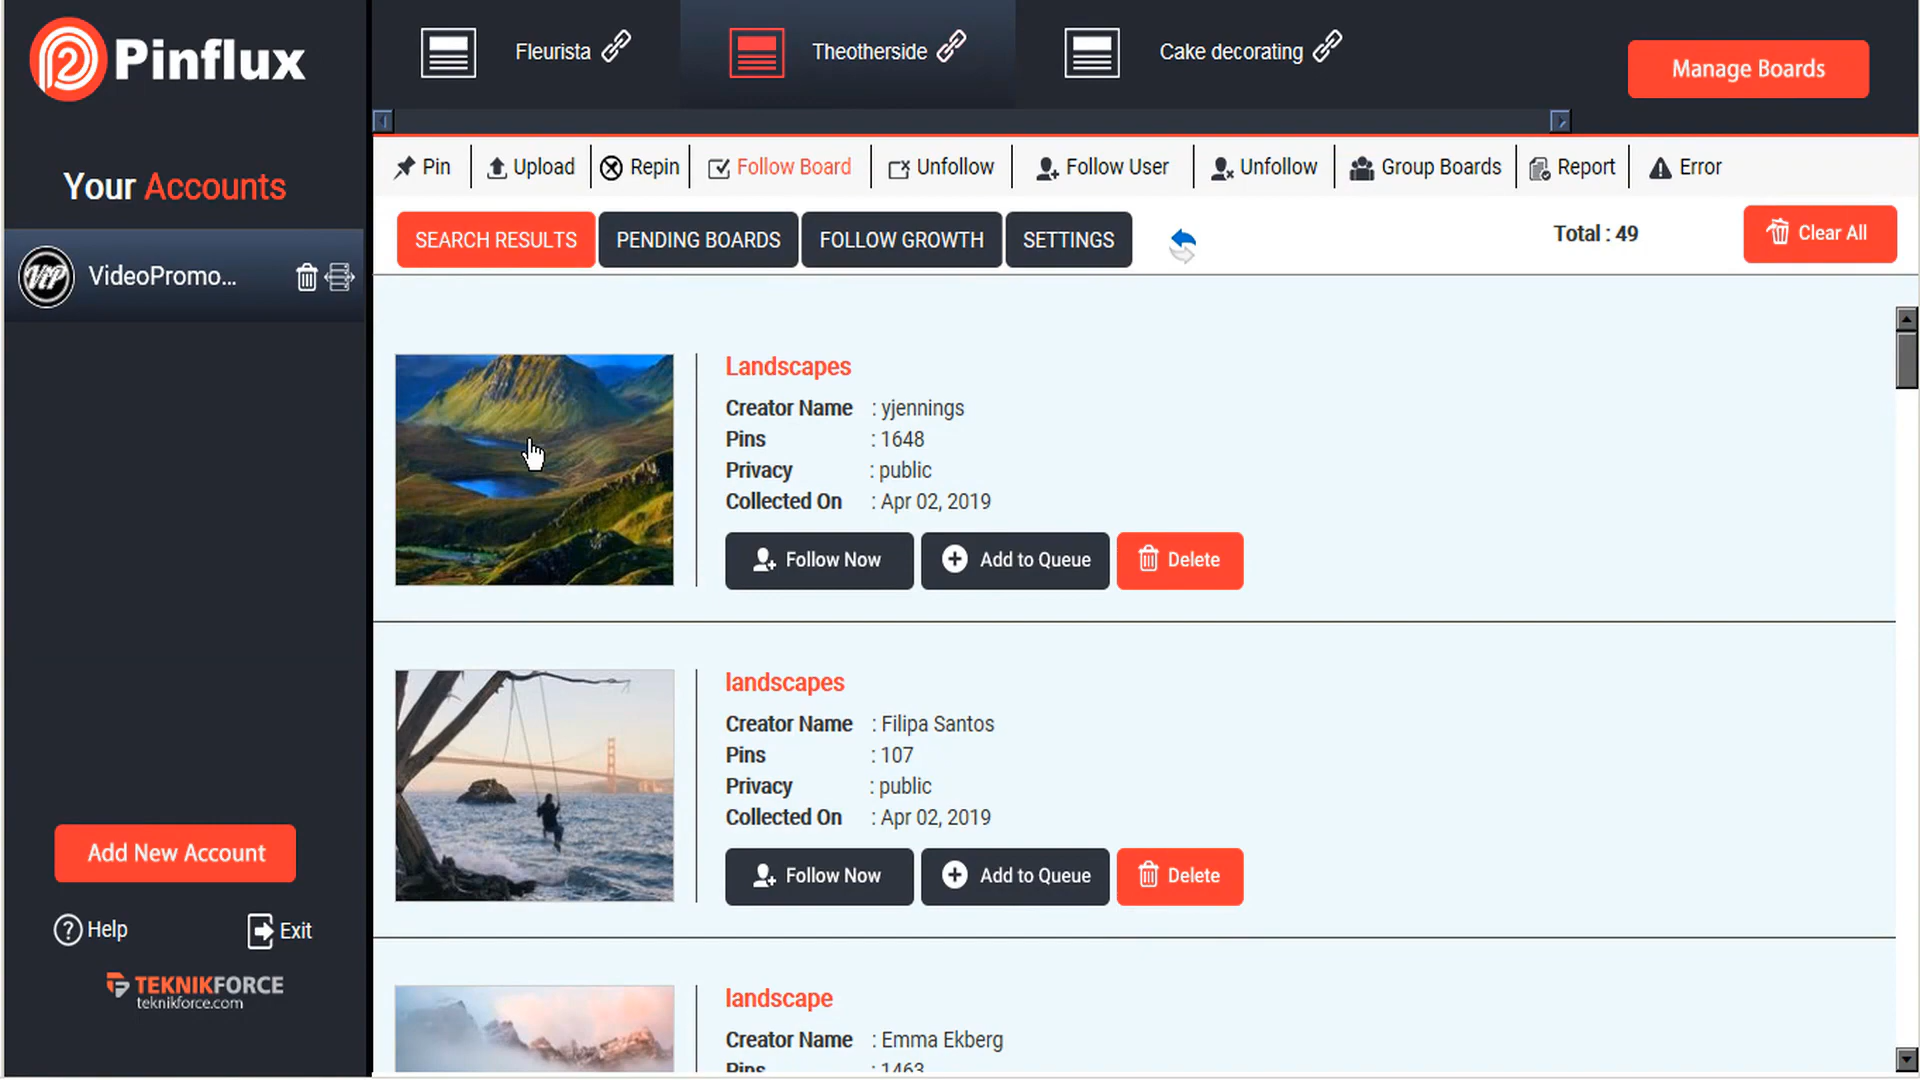 Pinflux
Fleurista
Theotherside
Cake decorating
Manage Boards
Your Accounts
VideoPromo...
Pin
Upload
Repin
Follow Board
Unfollow
Follow User
Unfollow
Group Boards
Report
Error
SEARCH RESULTS
PENDING BOARDS
FOLLOW GROWTH
SETTINGS
Total : 49
Clear All
Landscapes
Creator Name : yjennings
Pins : 1648
Privacy : public
Collected On : Apr 02, 2019
Follow Now
Add to Queue
Delete
landscapes
Creator Name : Filipa Santos
Pins : 107
Privacy : public
Collected On : Apr 02, 2019
Follow Now
Add to Queue
Delete
landscape
Creator Name : Emma Ekberg
Pins : 1463
Add New Account
Help
Exit
TEKNIKFORCE
teknikforce.com